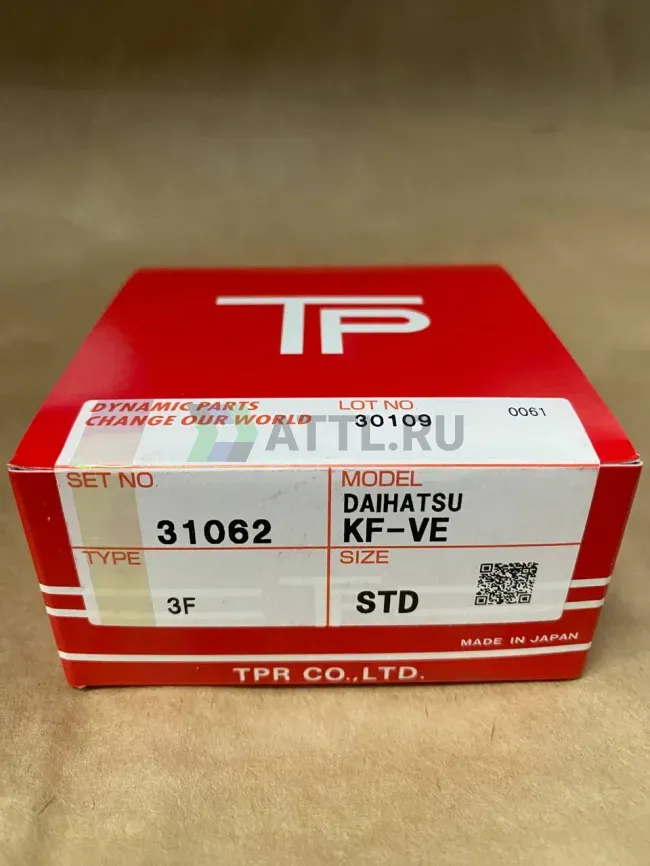 TP
DYNAMIC PARTS
CHANGE OUR WORLD
LOT NO.
30109
0061
ATTL.RU
SET NO.
31062
MODEL
DAIHATSU
KF-VE
TYPE
3F
SIZE
STD
MADE IN JAPAN
TPR CO.,LTD.